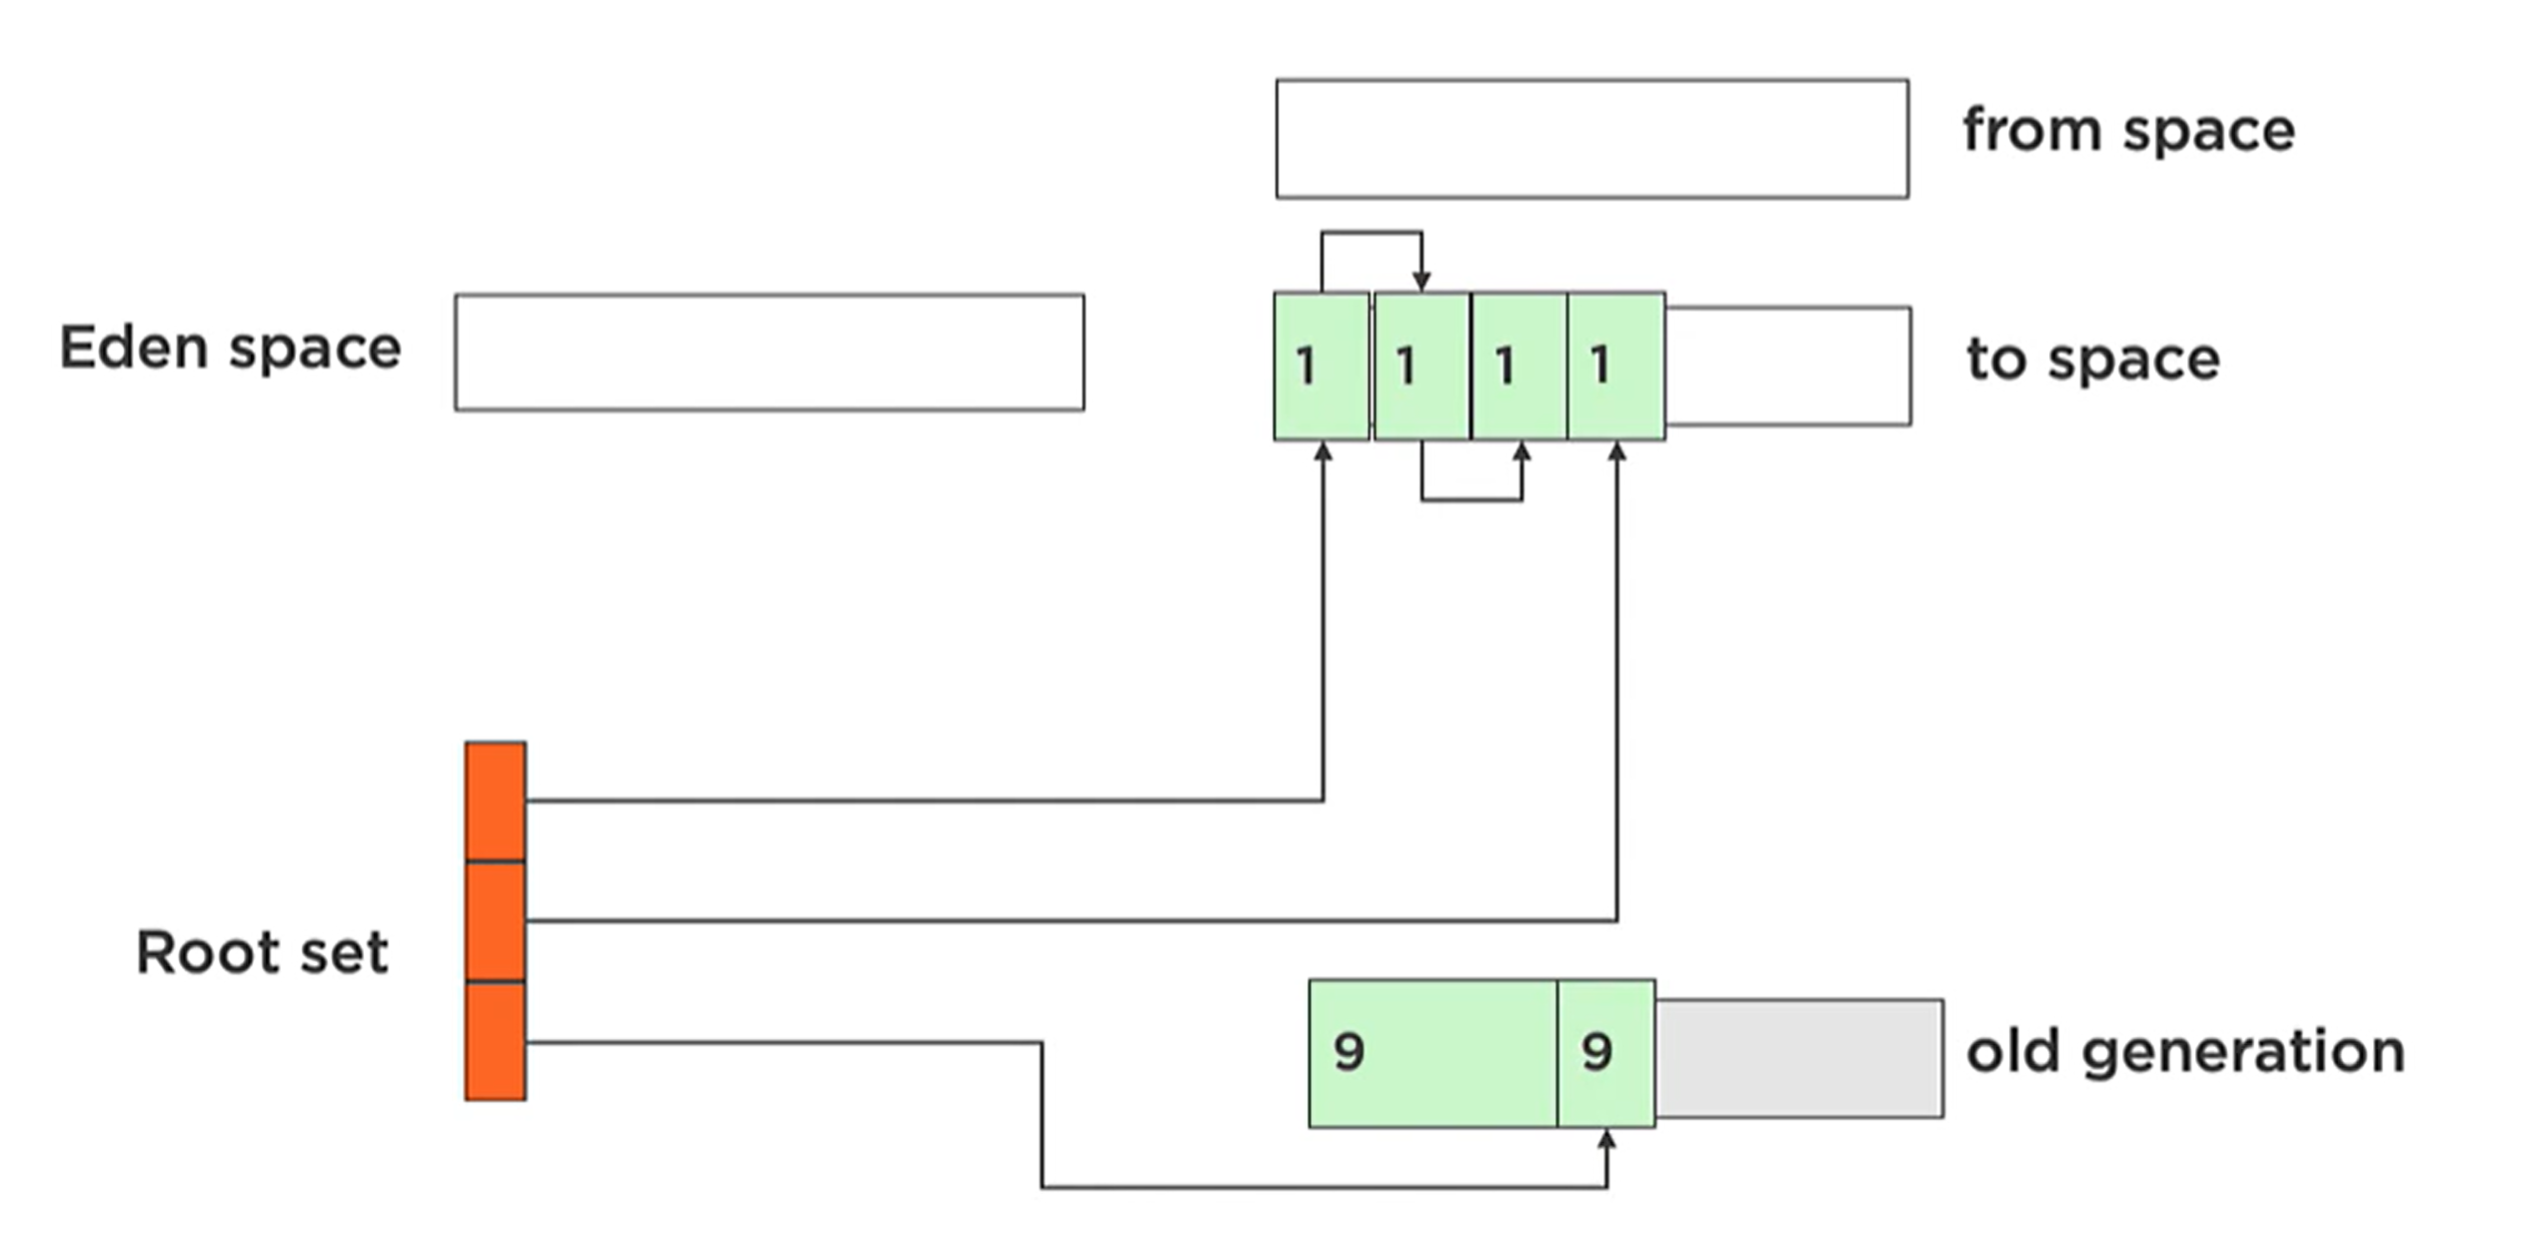 from space
Eden space
1 1 1 1
to space
Root set
9 9
old generation